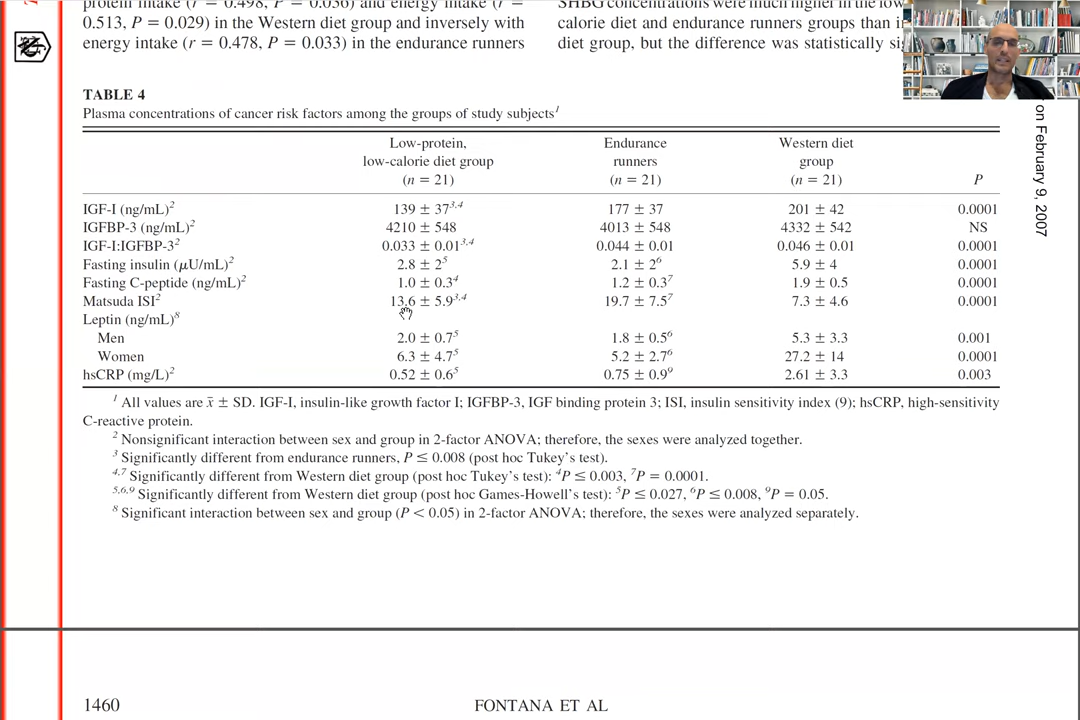 protein intake (r = 0.498, P = 0.036) and energy intake (r =
0.513, P = 0.029) in the Western diet group and inversely with
energy intake (r = 0.478, P = 0.033) in the endurance runners
SHBG concentrations were much higher in the low
calorie diet and endurance runners groups than i
diet group, but the difference was statistically si
on February 9, 2007
TABLE 4
Plasma concentrations of cancer risk factors among the groups of study subjects¹
Low-protein, Endurance Western diet
low-calorie diet group runners group
(n = 21) (n = 21) (n = 21) P
IGF-I (ng/mL)² 139 ± 37³,⁴ 177 ± 37 201 ± 42 0.0001
IGFBP-3 (ng/mL)² 4210 ± 548 4013 ± 548 4332 ± 542 NS
IGF-I:IGFBP-3² 0.033 ± 0.01³,⁴ 0.044 ± 0.01 0.046 ± 0.01 0.0001
Fasting insulin (μU/mL)² 2.8 ± 2⁵ 2.1 ± 2⁶ 5.9 ± 4 0.0001
Fasting C-peptide (ng/mL)² 1.0 ± 0.3⁴ 1.2 ± 0.3⁷ 1.9 ± 0.5 0.0001
Matsuda ISI² 13.6 ± 5.9³,⁴ 19.7 ± 7.5⁷ 7.3 ± 4.6 0.0001
Leptin (ng/mL)⁸
Men 2.0 ± 0.7⁵ 1.8 ± 0.5⁶ 5.3 ± 3.3 0.001
Women 6.3 ± 4.7⁵ 5.2 ± 2.7⁶ 27.2 ± 14 0.0001
hsCRP (mg/L)² 0.52 ± 0.6⁵ 0.75 ± 0.9⁹ 2.61 ± 3.3 0.003
¹ All values are x̄ ± SD. IGF-I, insulin-like growth factor I; IGFBP-3, IGF binding protein 3; ISI, insulin sensitivity index (9); hsCRP, high-sensitivity
C-reactive protein.
² Nonsignificant interaction between sex and group in 2-factor ANOVA; therefore, the sexes were analyzed together.
³ Significantly different from endurance runners, P ≤ 0.008 (post hoc Tukey's test).
⁴,⁷ Significantly different from Western diet group (post hoc Tukey's test): ⁴P ≤ 0.003, ⁷P = 0.0001.
⁵,⁶,⁹ Significantly different from Western diet group (post hoc Games-Howell's test): ⁵P ≤ 0.027, ⁶P ≤ 0.008, ⁹P = 0.05.
⁸ Significant interaction between sex and group (P < 0.05) in 2-factor ANOVA; therefore, the sexes were analyzed separately.
1460 FONTANA ET AL